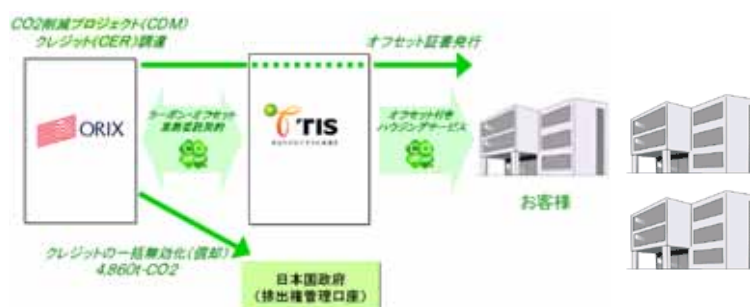 CO2削減プロジェクト(CDM)
クレジット(CER)調達
オフセット証書発行
ORIX
カーボン・オフセット
業務委託契約
TIS
オフセット付き
ハウジングサービス
お客様
クレジットの一括無効化(償却)
4,860t-CO2
日本国政府
(排出権管理口座)